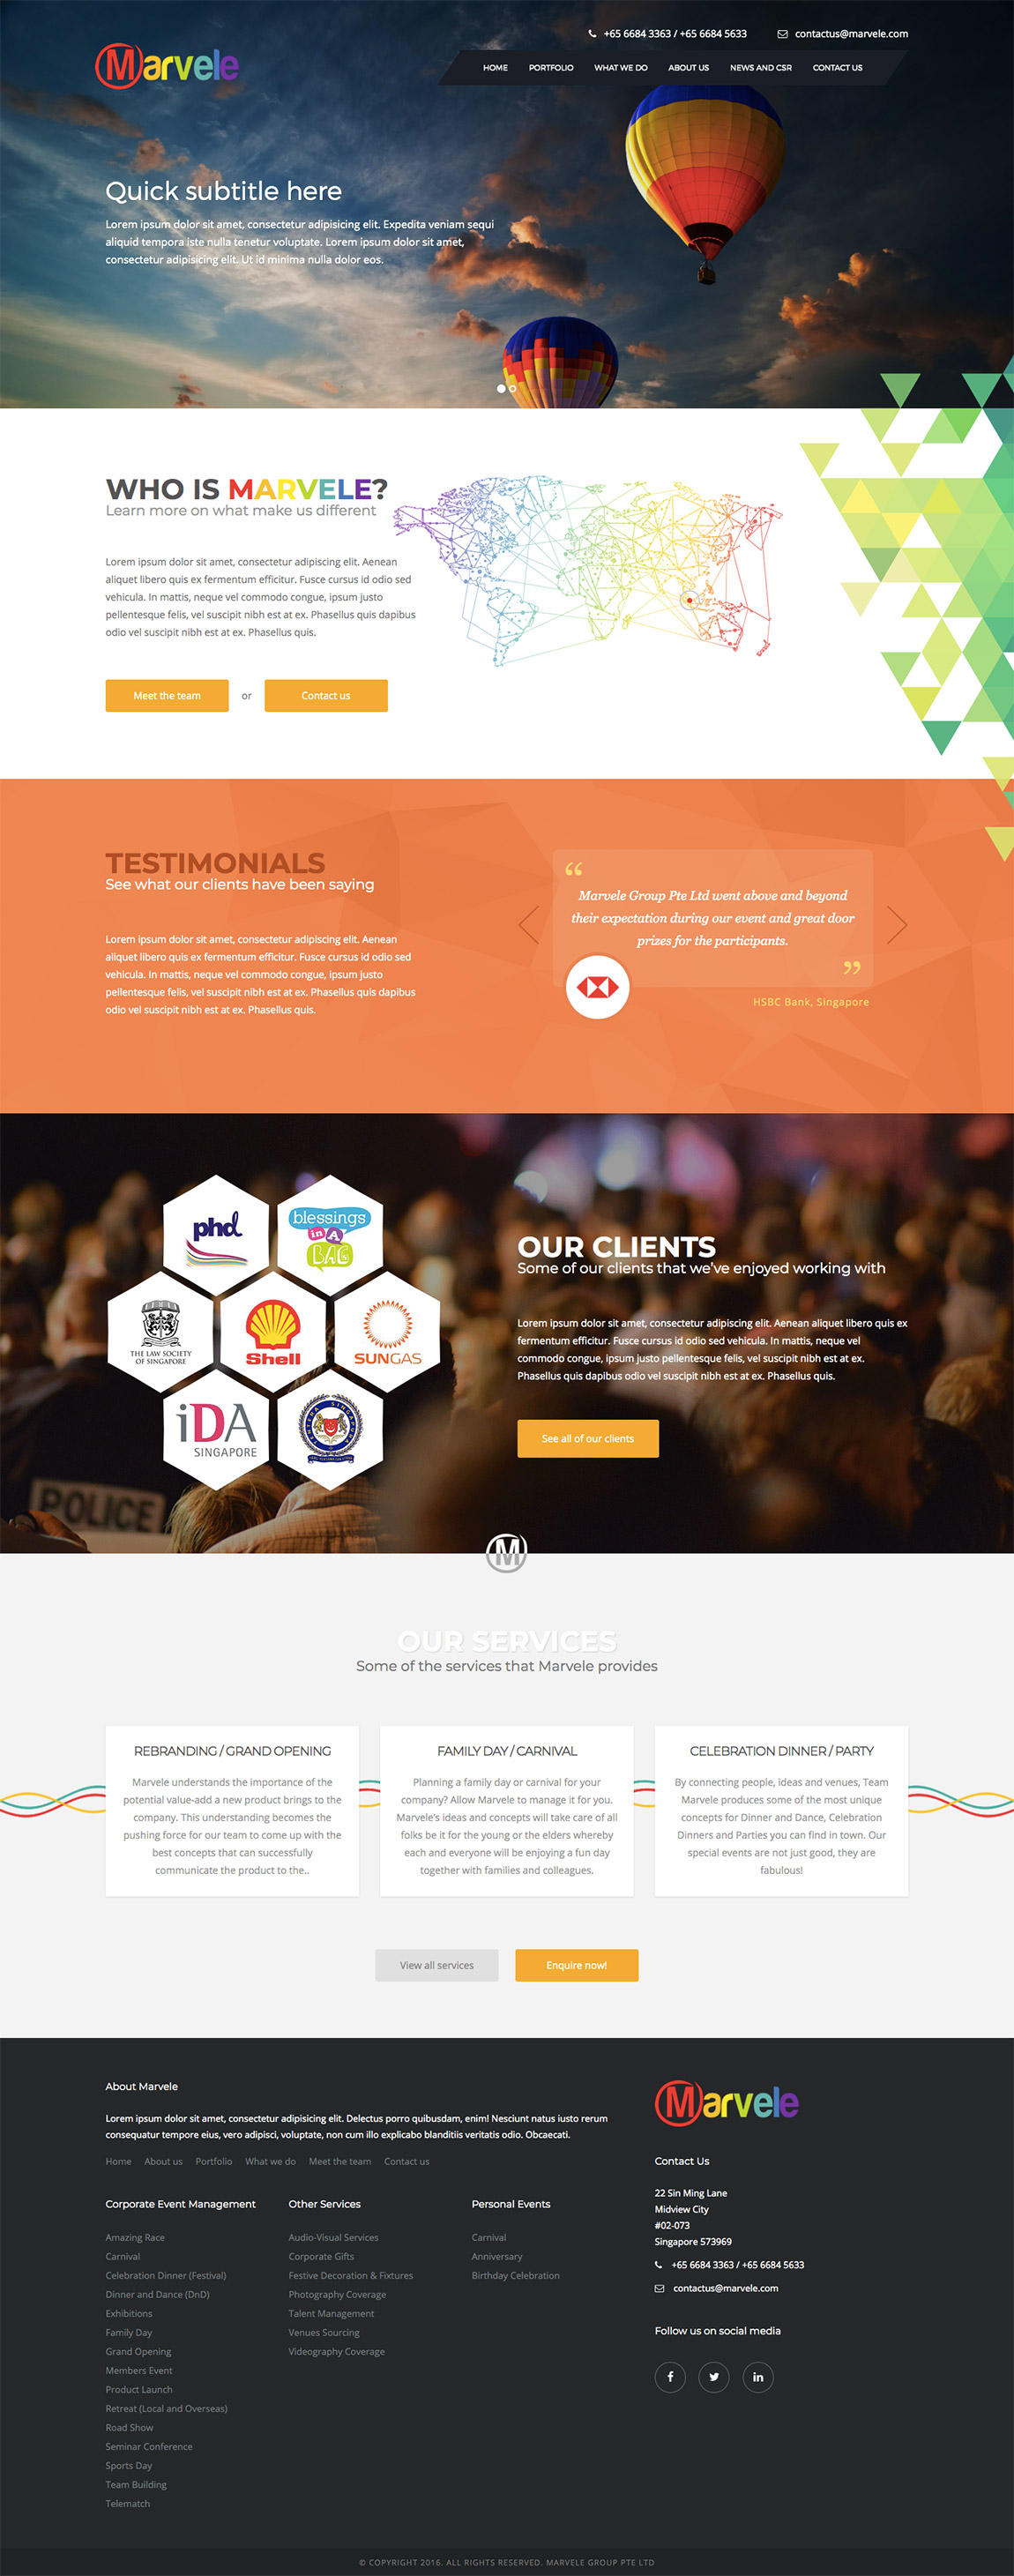 +65 6684 3363 / +65 6684 5633
contactus@marvele.com
Marvele
HOME
PORTFOLIO
WHAT WE DO
ABOUT US
NEWS AND CSR
CONTACT US
Quick subtitle here
Lorem ipsum dolor sit amet, consectetur adipisicing elit. Expedita veniam sequi
aliquid tempora iste nulla tenetur voluptate. Lorem ipsum dolor sit amet,
consectetur adipisicing elit. Ut id minima nulla dolor eos.
WHO IS MARVELE?
Learn more on what make us different
Lorem ipsum dolor sit amet, consectetur adipiscing elit. Aenean
aliquet libero quis ex fermentum efficitur. Fusce cursus id odio sed
vehicula. In mattis, neque vel commodo congue, ipsum justo
pellentesque felis, vel suscipit nibh est at ex. Phasellus quis dapibus
odio vel suscipit nibh est at ex. Phasellus quis.
Meet the team
or
Contact us
TESTIMONIALS
See what our clients have been saying
Lorem ipsum dolor sit amet, consectetur adipiscing elit. Aenean
aliquet libero quis ex fermentum efficitur. Fusce cursus id odio sed
vehicula. In mattis, neque vel commodo congue, ipsum justo
pellentesque felis, vel suscipit nibh est at ex. Phasellus quis dapibus
odio vel suscipit nibh est at ex. Phasellus quis.
“
Marvele Group Pte Ltd went above and beyond
their expectation during our event and great door
prizes for the participants.
”
HSBC Bank, Singapore
phd
blessings
in A
BAG
THE LAW SOCIETY
OF SINGAPORE
Shell
SUNGAS
iDA
SINGAPORE
POLICE
OUR CLIENTS
Some of our clients that we've enjoyed working with
Lorem ipsum dolor sit amet, consectetur adipiscing elit. Aenean aliquet libero quis ex
fermentum efficitur. Fusce cursus id odio sed vehicula. In mattis, neque vel
commodo congue, ipsum justo pellentesque felis, vel suscipit nibh est at ex.
Phasellus quis dapibus odio vel suscipit nibh est at ex. Phasellus quis.
See all of our clients
M
OUR SERVICES
Some of the services that Marvele provides
REBRANDING / GRAND OPENING
Marvele understands the importance of the
potential value-add a new product brings to the
company. This understanding becomes the
pushing force for our team to come up with the
best concepts that can successfully
communicate the product to the..
FAMILY DAY / CARNIVAL
Planning a family day or carnival for your
company? Allow Marvele to manage it for you.
Marvele's ideas and concepts will take care of all
folks be it for the young or the elders whereby
each and everyone will be enjoying a fun day
together with families and colleagues.
CELEBRATION DINNER / PARTY
By connecting people, ideas and venues, Team
Marvele produces some of the most unique
concepts for Dinner and Dance, Celebration
Dinners and Parties you can find in town. Our
special events are not just good, they are
fabulous!
View all services
Enquire now!
About Marvele
Lorem ipsum dolor sit amet, consectetur adipisicing elit. Delectus porro quibusdam, enim! Nesciunt natus iusto rerum
consequatur tempore eius, vero adipisci, voluptate, non cum illo explicabo blanditiis veritatis odio. Obcaecati.
Home
About us
Portfolio
What we do
Meet the team
Contact us
Corporate Event Management
Amazing Race
Carnival
Celebration Dinner (Festival)
Dinner and Dance (DnD)
Exhibitions
Family Day
Grand Opening
Members Event
Product Launch
Retreat (Local and Overseas)
Road Show
Seminar Conference
Sports Day
Team Building
Telematch
Other Services
Audio-Visual Services
Corporate Gifts
Festive Decoration & Fixtures
Photography Coverage
Talent Management
Venues Sourcing
Videography Coverage
Personal Events
Carnival
Anniversary
Birthday Celebration
Marvele
Contact Us
22 Sin Ming Lane
Midview City
#02-073
Singapore 573969
+65 6684 3363 / +65 6684 5633
contactus@marvele.com
Follow us on social media
© COPYRIGHT 2016. ALL RIGHTS RESERVED. MARVELE GROUP PTE LTD